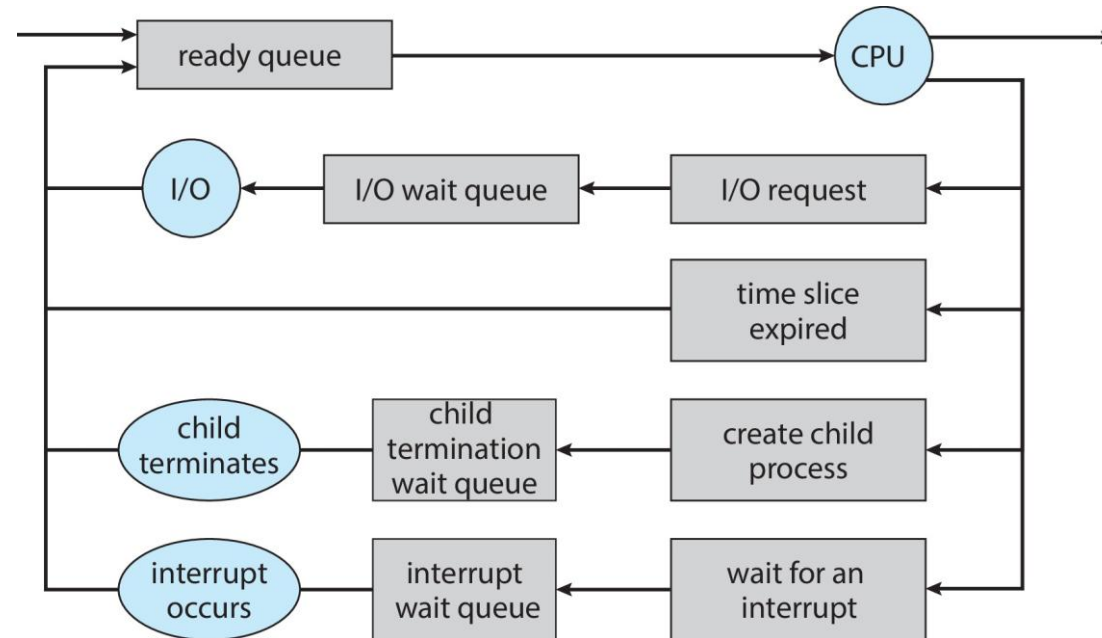 ready queue
CPU
I/O
I/O wait queue
I/O request
time slice
expired
child
terminates
child
termination
wait queue
create child
process
interrupt
occurs
interrupt
wait queue
wait for an
interrupt